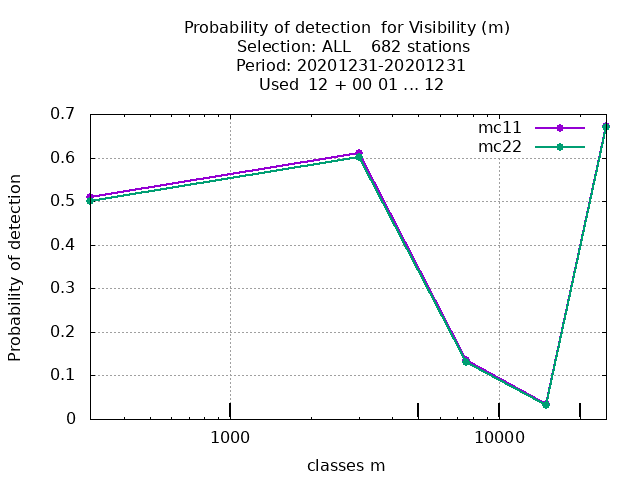 Probability of detection  for Visibility (m)
Selection: ALL    682 stations
Period: 20201231-20201231
Used  12 + 00 01 ... 12
mc11
mc22
0.7
0.6
0.5
0.4
0.3
0.2
0.1
0
Probability of detection
1000
10000
classes m